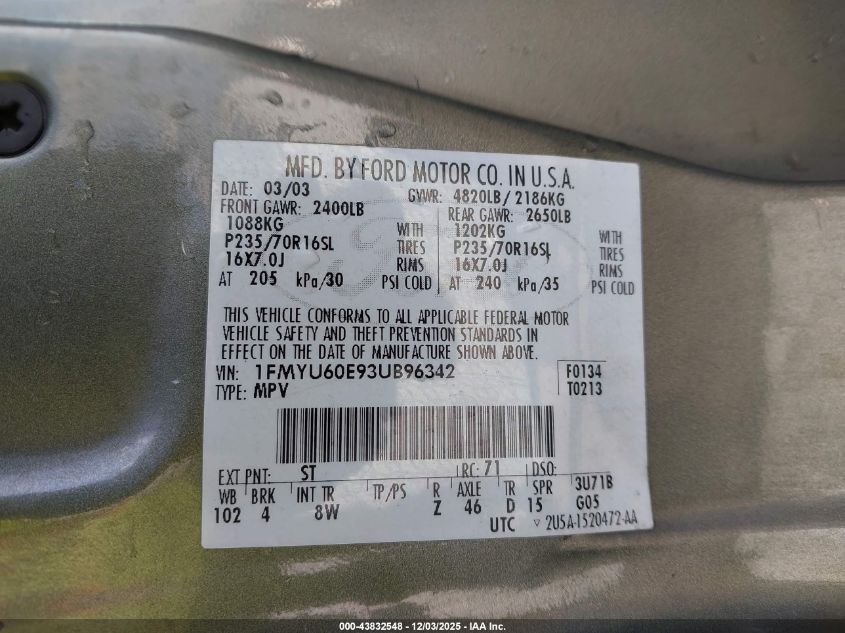 MFD. BY FORD MOTOR CO. IN U.S.A.
DATE: 03/03 GVWR: 4820LB/ 2186KG
FRONT GAWR: 2400LB REAR GAWR: 2650LB
1088KG WITH 1202KG WITH
P235/70R16SL TIRES P235/70R16SL TIRES
16X7.0J RIMS 16X7.0J RIMS
AT 205 kPa/30 PSI COLD AT 240 kPa/35 PSI COLD
THIS VEHICLE CONFORMS TO ALL APPLICABLE FEDERAL MOTOR
VEHICLE SAFETY AND THEFT PREVENTION STANDARDS IN
EFFECT ON THE DATE OF MANUFACTURE SHOWN ABOVE.
VIN: 1FMYU60E93UB96342 F0134
TYPE: MPV T0213
EXT PNT: ST RC: 71 DSO:
WB BRK INT TR TP/PS R AXLE TR SPR 3U71B
102 4 8W Z 46 D 15 G05
UTC ▽ 2U5A-1520472-AA
000-43832548 - 12/03/2025 - IAA Inc.